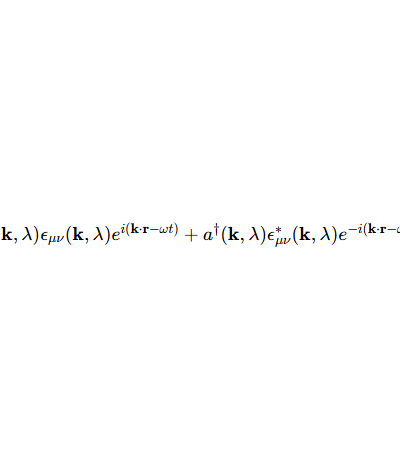 k, λ)ϵ_{μν}(k, λ)e^{i(k·r−ωt)} + a^†(k, λ)ϵ^*_{μν}(k, λ)e^{−i(k·r−